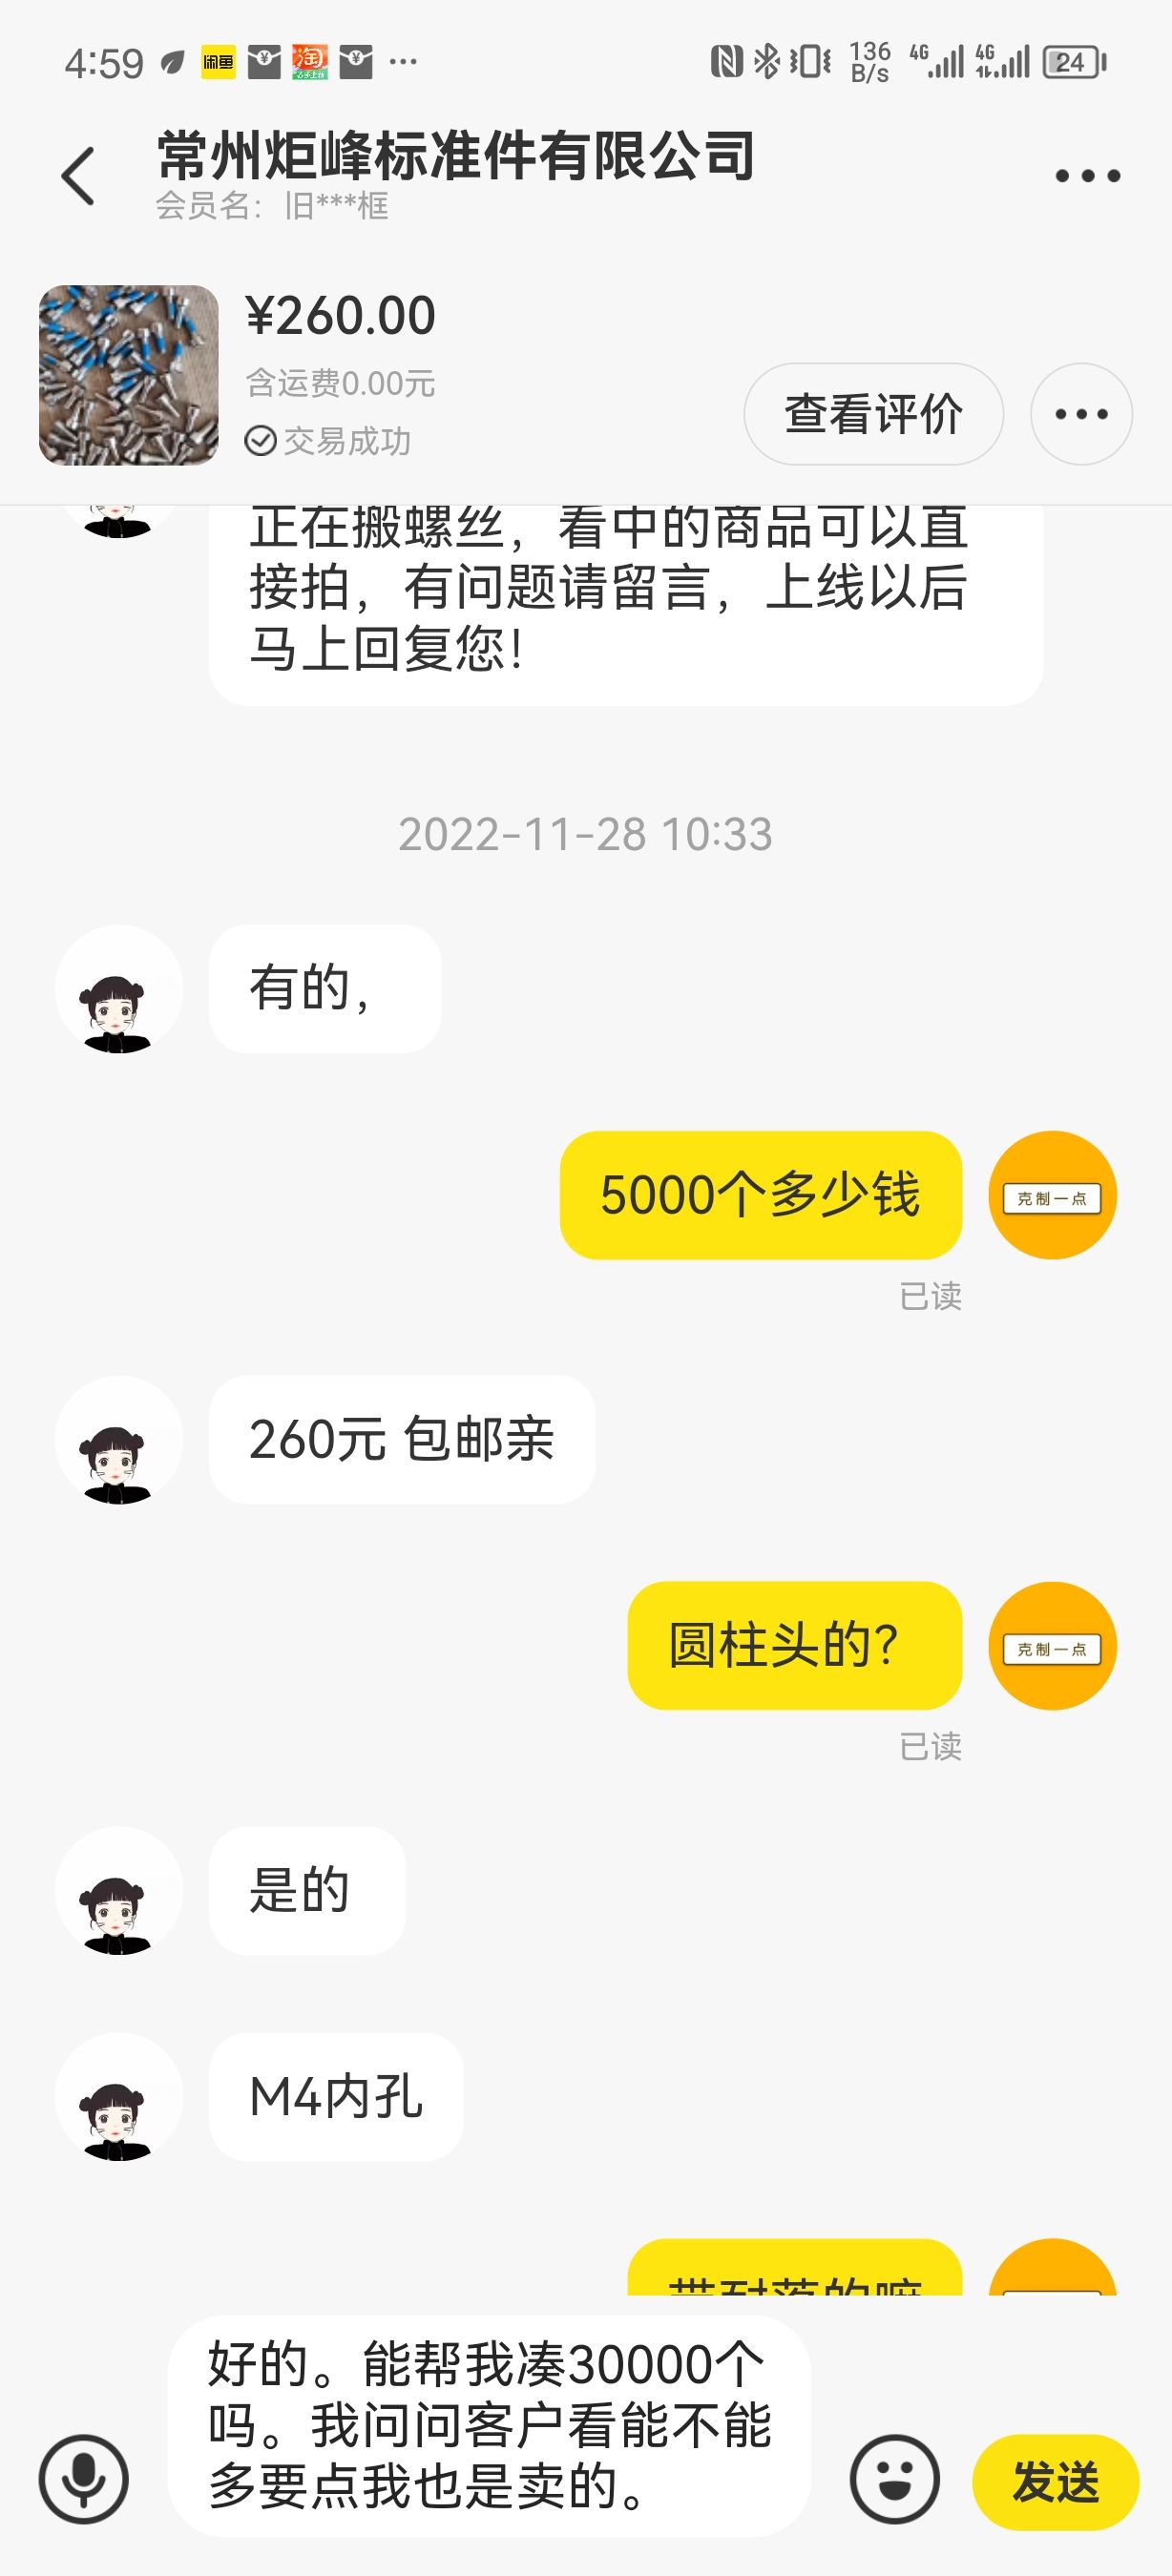 4:59
闲鱼
淘
136
B/s
4G
4G
24
常州炬峰标准件有限公司
会员名：旧***框
¥260.00
含运费0.00元
交易成功
查看评价
正在搬螺丝，看中的商品可以直
接拍，有问题请留言，上线以后
马上回复您！
2022-11-28 10:33
有的，
5000个多少钱
克制一点
已读
260元 包邮亲
圆柱头的？
克制一点
已读
是的
M4内孔
带耐落的嘛
好的。能帮我凑30000个
吗。我问问客户看能不能
多要点我也是卖的。
发送